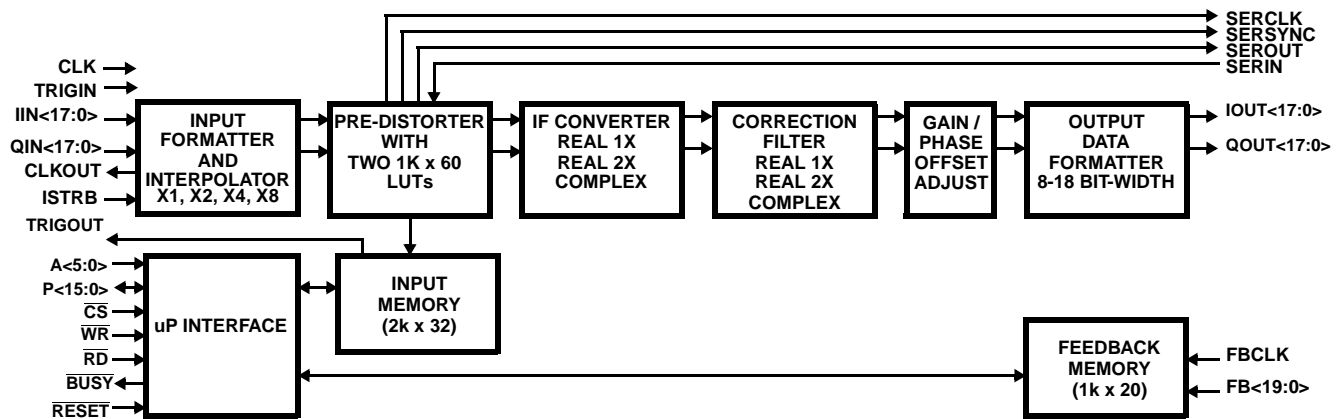 SERCLK
SERSYNC
SEROUT
SERIN
CLK
TRIGIN
IIN<17:0>
QIN<17:0>
CLKOUT
ISTRB
TRIGOUT
INPUT
FORMATTER
AND
INTERPOLATOR
X1, X2, X4, X8
PRE-DISTORTER
WITH
TWO 1K x 60
LUTs
IF CONVERTER
REAL 1X
REAL 2X
COMPLEX
CORRECTION
FILTER
REAL 1X
REAL 2X
COMPLEX
GAIN /
PHASE
OFFSET
ADJUST
OUTPUT
DATA
FORMATTER
8-18 BIT-WIDTH
IOUT<17:0>
QOUT<17:0>
A<5:0>
P<15:0>
CS
WR
RD
BUSY
RESET
uP INTERFACE
INPUT
MEMORY
(2k x 32)
FEEDBACK
MEMORY
(1k x 20)
FBCLK
FB<19:0>